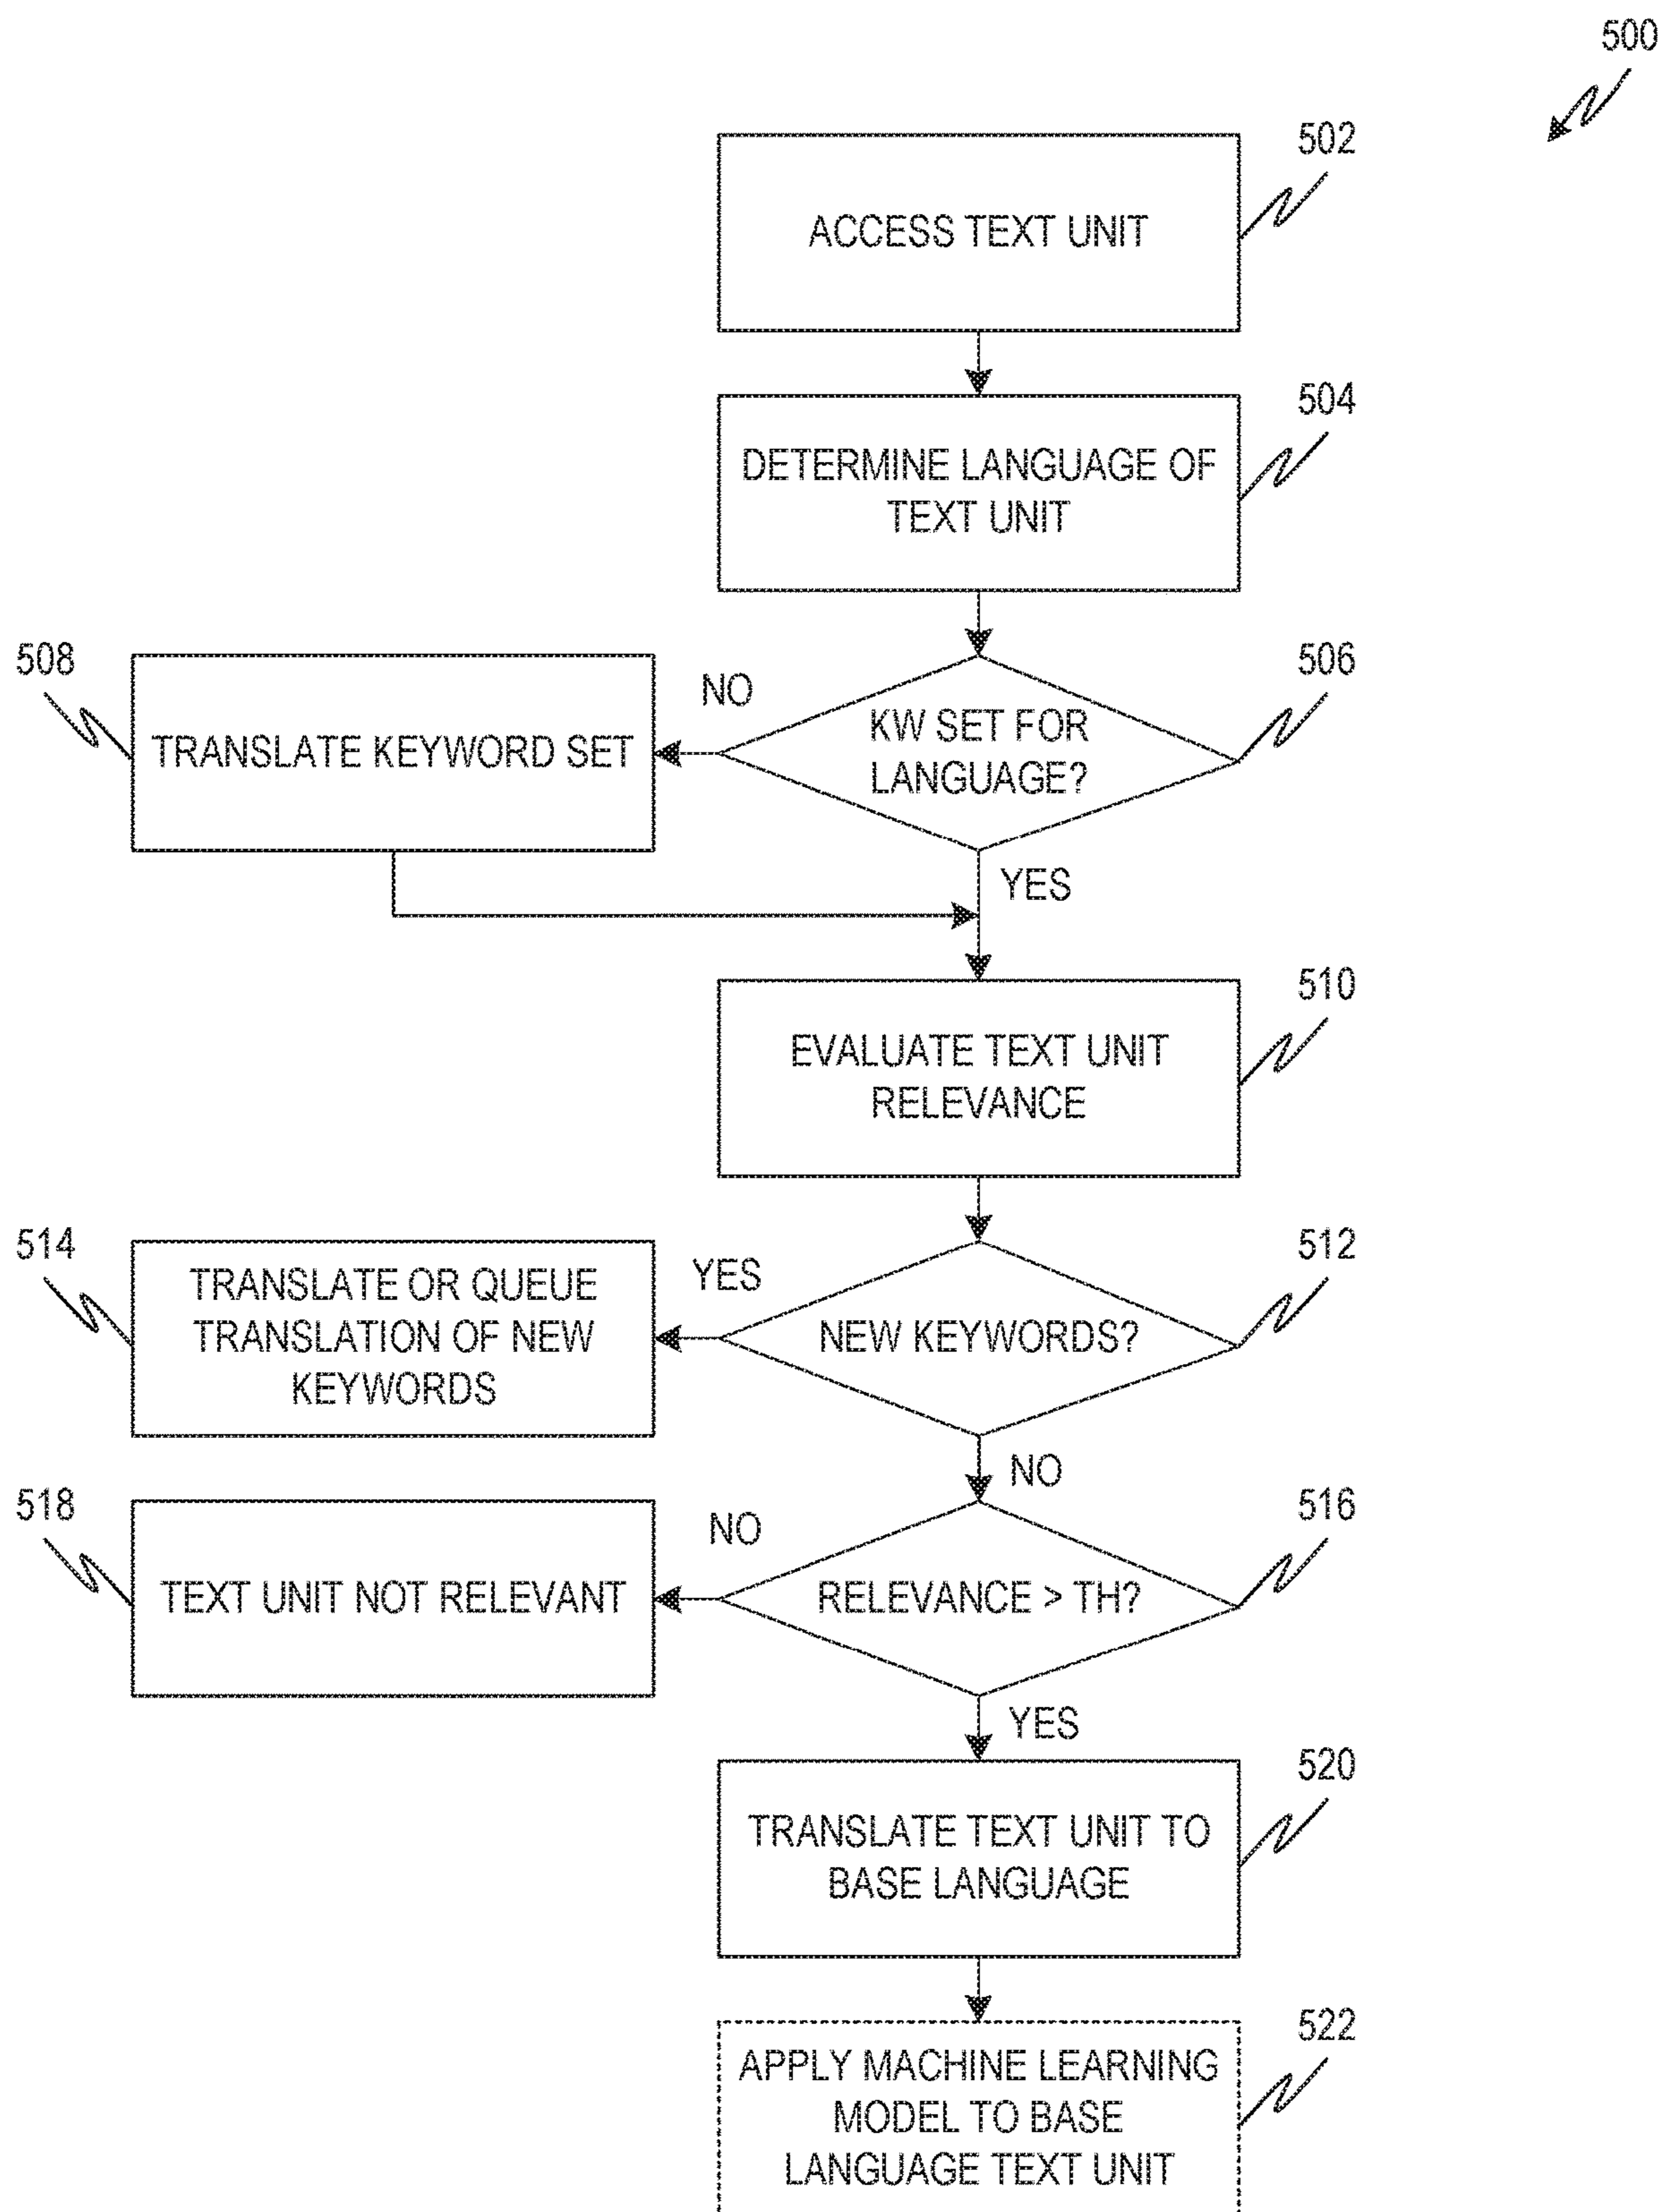 500
502
ACCESS TEXT UNIT
504
DETERMINE LANGUAGE OF
TEXT UNIT
508
506
NO
KW SET FOR
LANGUAGE?
TRANSLATE KEYWORD SET
YES
510
EVALUATE TEXT UNIT
RELEVANCE
514
512
YES
TRANSLATE OR QUEUE
TRANSLATION OF NEW
KEYWORDS
NEW KEYWORDS?
NO
518
516
NO
TEXT UNIT NOT RELEVANT
RELEVANCE > TH?
YES
520
TRANSLATE TEXT UNIT TO
BASE LANGUAGE
522
APPLY MACHINE LEARNING
MODEL TO BASE
LANGUAGE TEXT UNIT